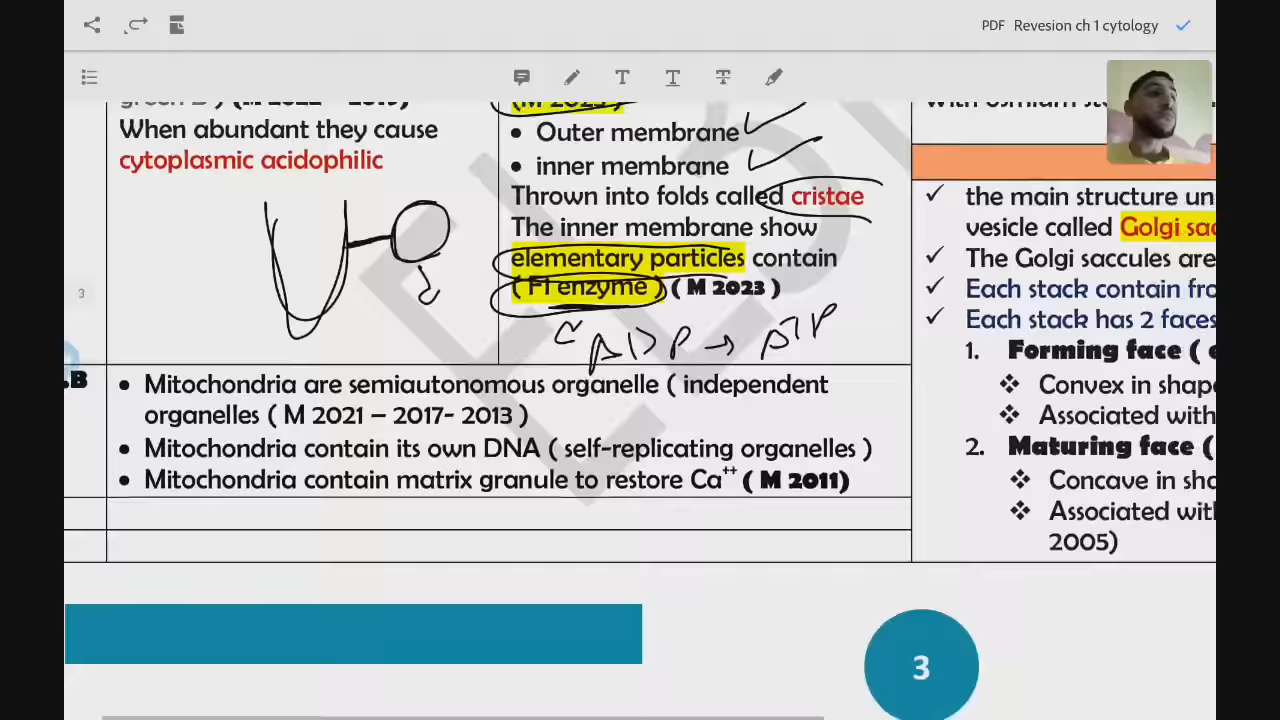 PDF Revesion ch 1 cytology
When abundant they cause
cytoplasmic acidophilic
(M 2023)
• Outer membrane
• inner membrane
Thrown into folds called cristae
The inner membrane show
elementary particles contain
( F1 enzyme ) ( M 2023 )
ADP → ATP
3
.B
• Mitochondria are semiautonomous organelle ( independent
organelles ( M 2021 – 2017- 2013 )
• Mitochondria contain its own DNA ( self-replicating organelles )
• Mitochondria contain matrix granule to restore Ca⁺⁺ ( M 2011)
✓ the main structure un
vesicle called Golgi sac
✓ The Golgi saccules are
✓ Each stack contain fro
✓ Each stack has 2 faces
1. Forming face (
❖ Convex in shap
❖ Associated with
2. Maturing face (
❖ Concave in sha
❖ Associated wit
2005)
3